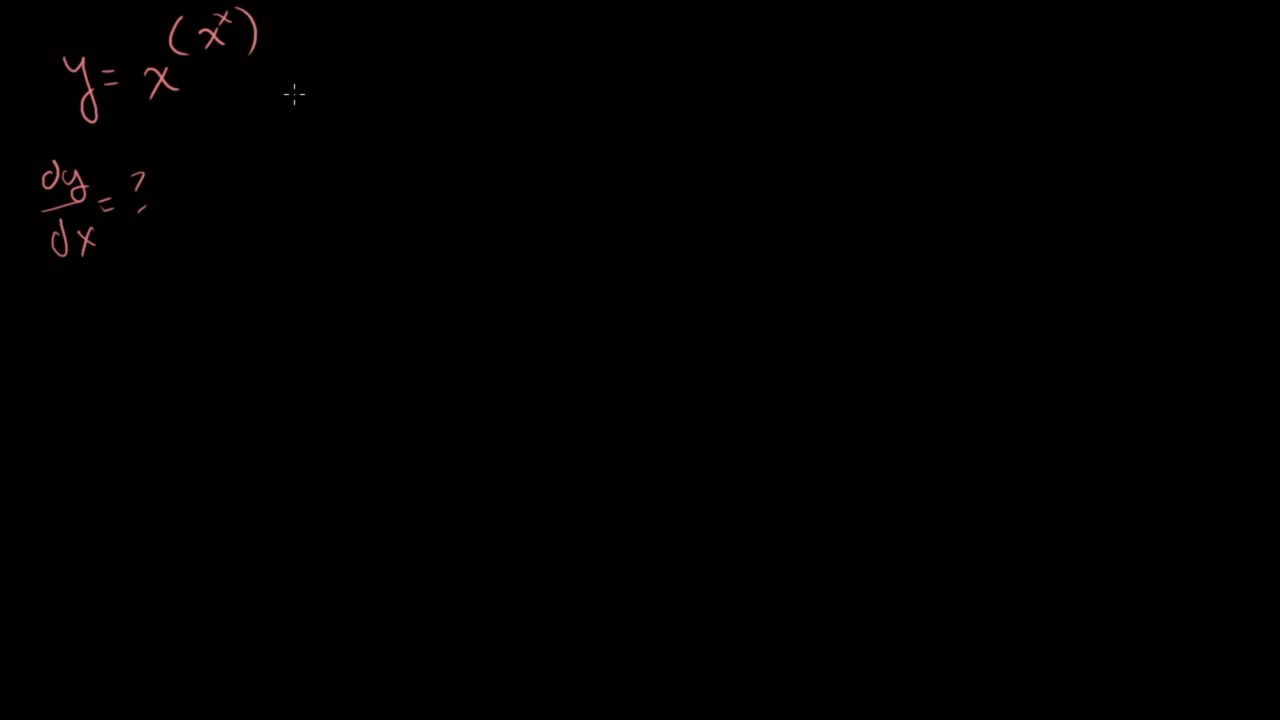 y = x^(x^x)
dy/dx = ?